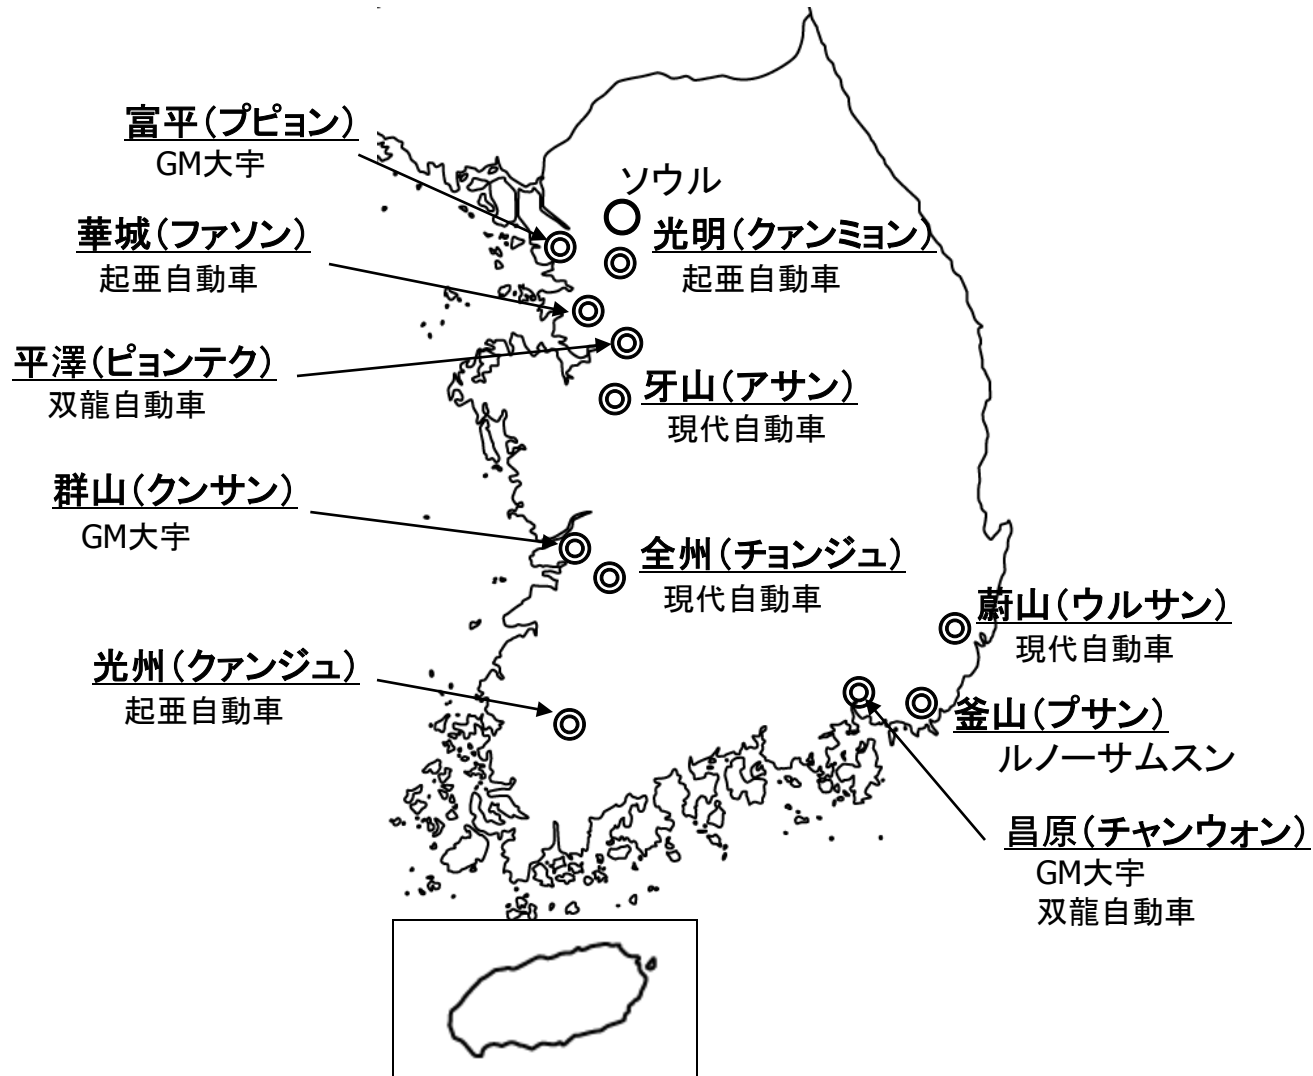 富平（プピョン）
GM大宇
ソウル
華城（ファソン）
起亜自動車
光明（クァンミョン）
起亜自動車
平澤（ピョンテク）
双龍自動車
牙山（アサン）
現代自動車
群山（クンサン）
GM大宇
全州（チョンジュ）
現代自動車
蔚山（ウルサン）
現代自動車
光州（クァンジュ）
起亜自動車
釜山（プサン）
ルノーサムスン
昌原（チャンウォン）
GM大宇
双龍自動車